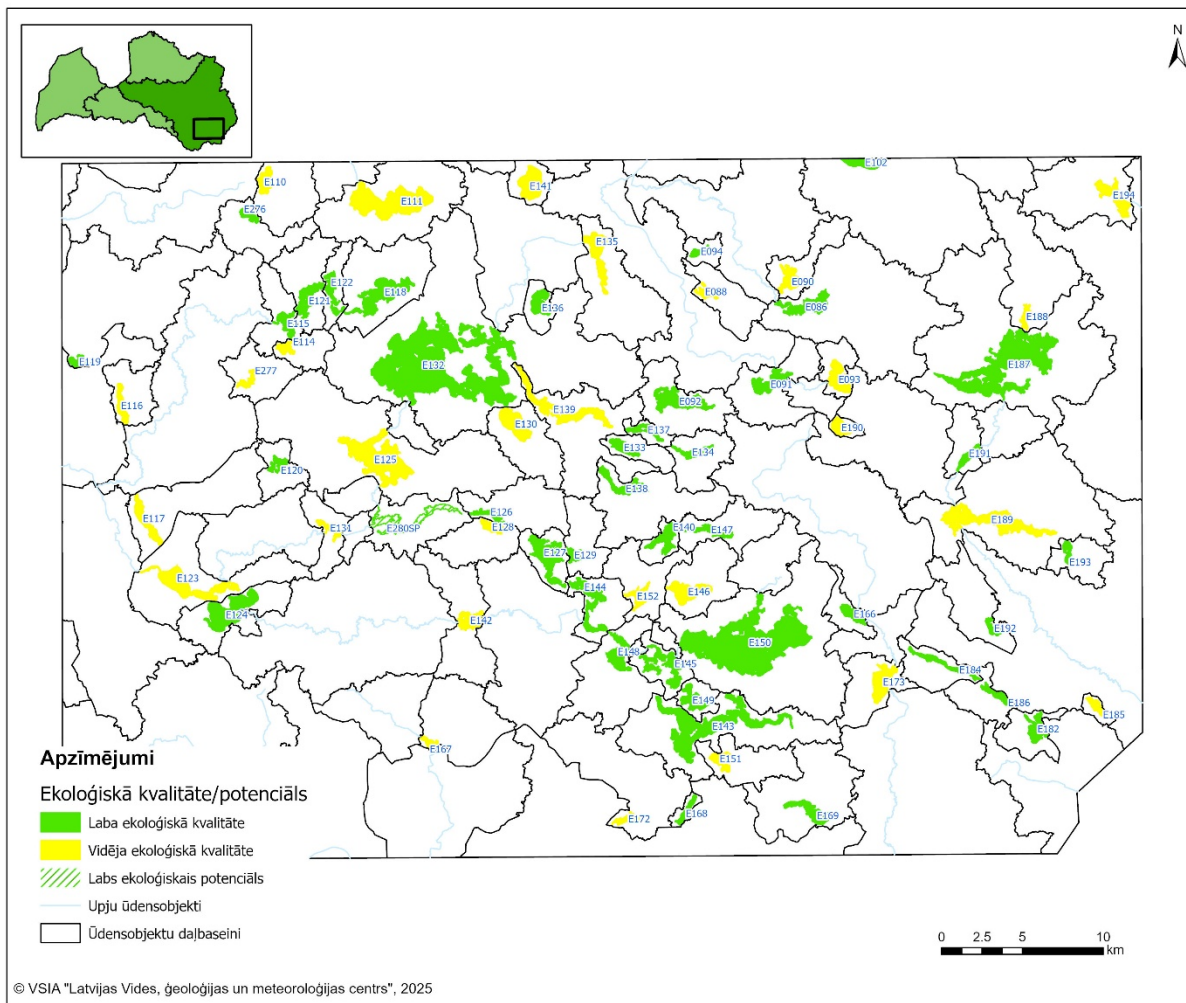 N
E102
E110
E141
E194
E111
E276
E135
E094
E122
E118
E090
E088
E121
E136
E086
E115
E188
E114
E119
E132
E187
E277
E091
E093
E116
E092
E139
E130
E190
E137
E133
E134
E125
E191
E120
E138
E126
E117
E131
E280SP
E128
E140
E147
E189
E127
E129
E193
E123
E144
E152
E146
E124
E142
E166
E192
E150
E148
E145
E184
E173
E149
E186
E185
E143
E182
E167
E151
E172
E168
E169
Apzīmējumi
Ekoloģiskā kvalitāte/potenciāls
Laba ekoloģiskā kvalitāte
Vidēja ekoloģiskā kvalitāte
Labs ekoloģiskais potenciāls
Upju ūdensobjekti
Ūdensobjektu daļbaseini
0 2.5 5 10
km
© VSIA "Latvijas Vides, ģeoloģijas un meteoroloģijas centrs", 2025